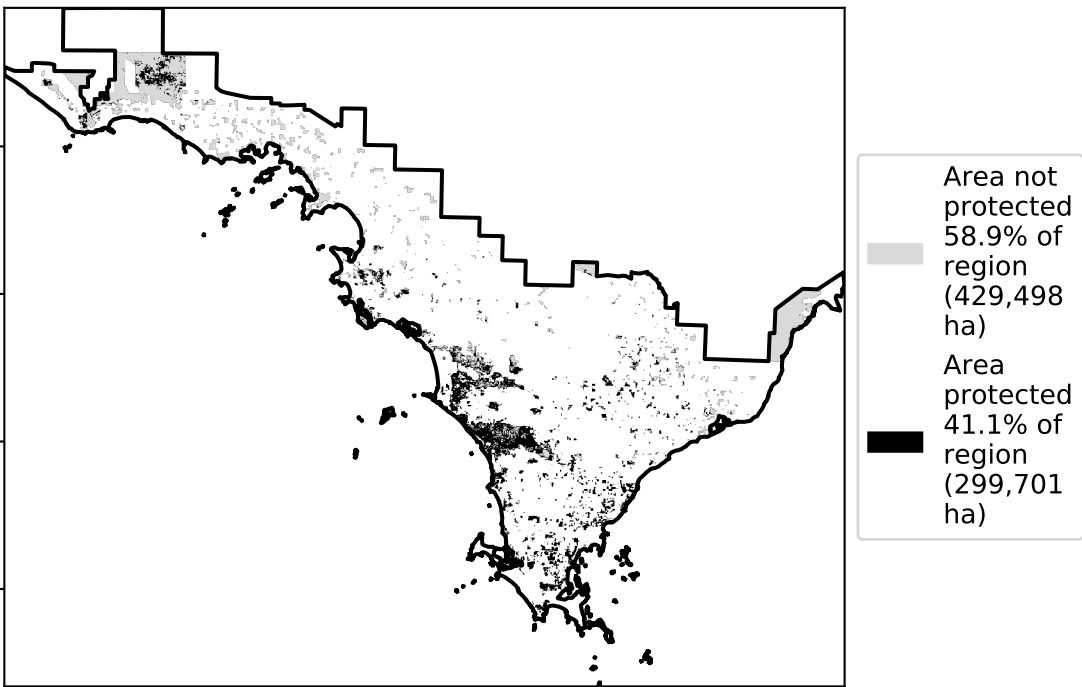 Area not
protected
58.9% of
region
(429,498
ha)
Area
protected
41.1% of
region
(299,701
ha)